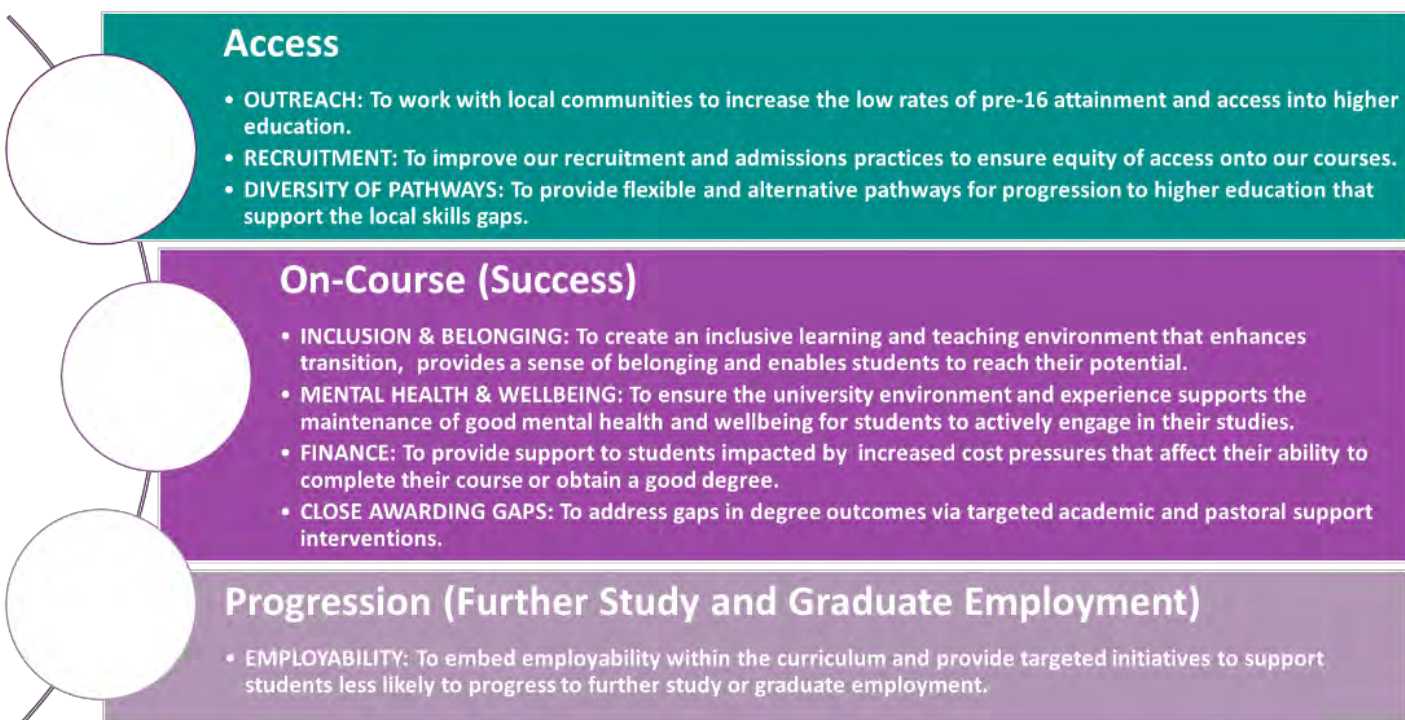 Access
• OUTREACH: To work with local communities to increase the low rates of pre-16 attainment and access into higher
education.
• RECRUITMENT: To improve our recruitment and admissions practices to ensure equity of access onto our courses.
• DIVERSITY OF PATHWAYS: To provide flexible and alternative pathways for progression to higher education that
support the local skills gaps.
On-Course (Success)
• INCLUSION & BELONGING: To create an inclusive learning and teaching environment that enhances
transition,  provides a sense of belonging and enables students to reach their potential.
• MENTAL HEALTH & WELLBEING: To ensure the university environment and experience supports the
maintenance of good mental health and wellbeing for students to actively engage in their studies.
• FINANCE: To provide support to students impacted by  increased cost pressures that affect their ability to
complete their course or obtain a good degree.
• CLOSE AWARDING GAPS: To address gaps in degree outcomes via targeted academic and pastoral support
interventions.
Progression (Further Study and Graduate Employment)
• EMPLOYABILITY: To embed employability within the curriculum and provide targeted initiatives to support
students less likely to progress to further study or graduate employment.